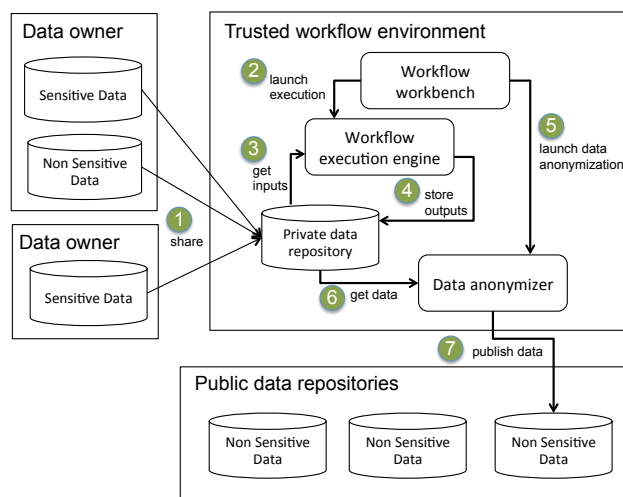 Data owner
Sensitive Data
Non Sensitive
Data
Data owner
Sensitive Data
1
share
Trusted workflow environment
2
launch
execution
Workflow
workbench
3
get
inputs
Workflow
execution engine
4
store
outputs
5
launch data
anonymization
Private data
repository
6
get data
Data anonymizer
7
publish data
Public data repositories
Non Sensitive
Data
Non Sensitive
Data
Non Sensitive
Data